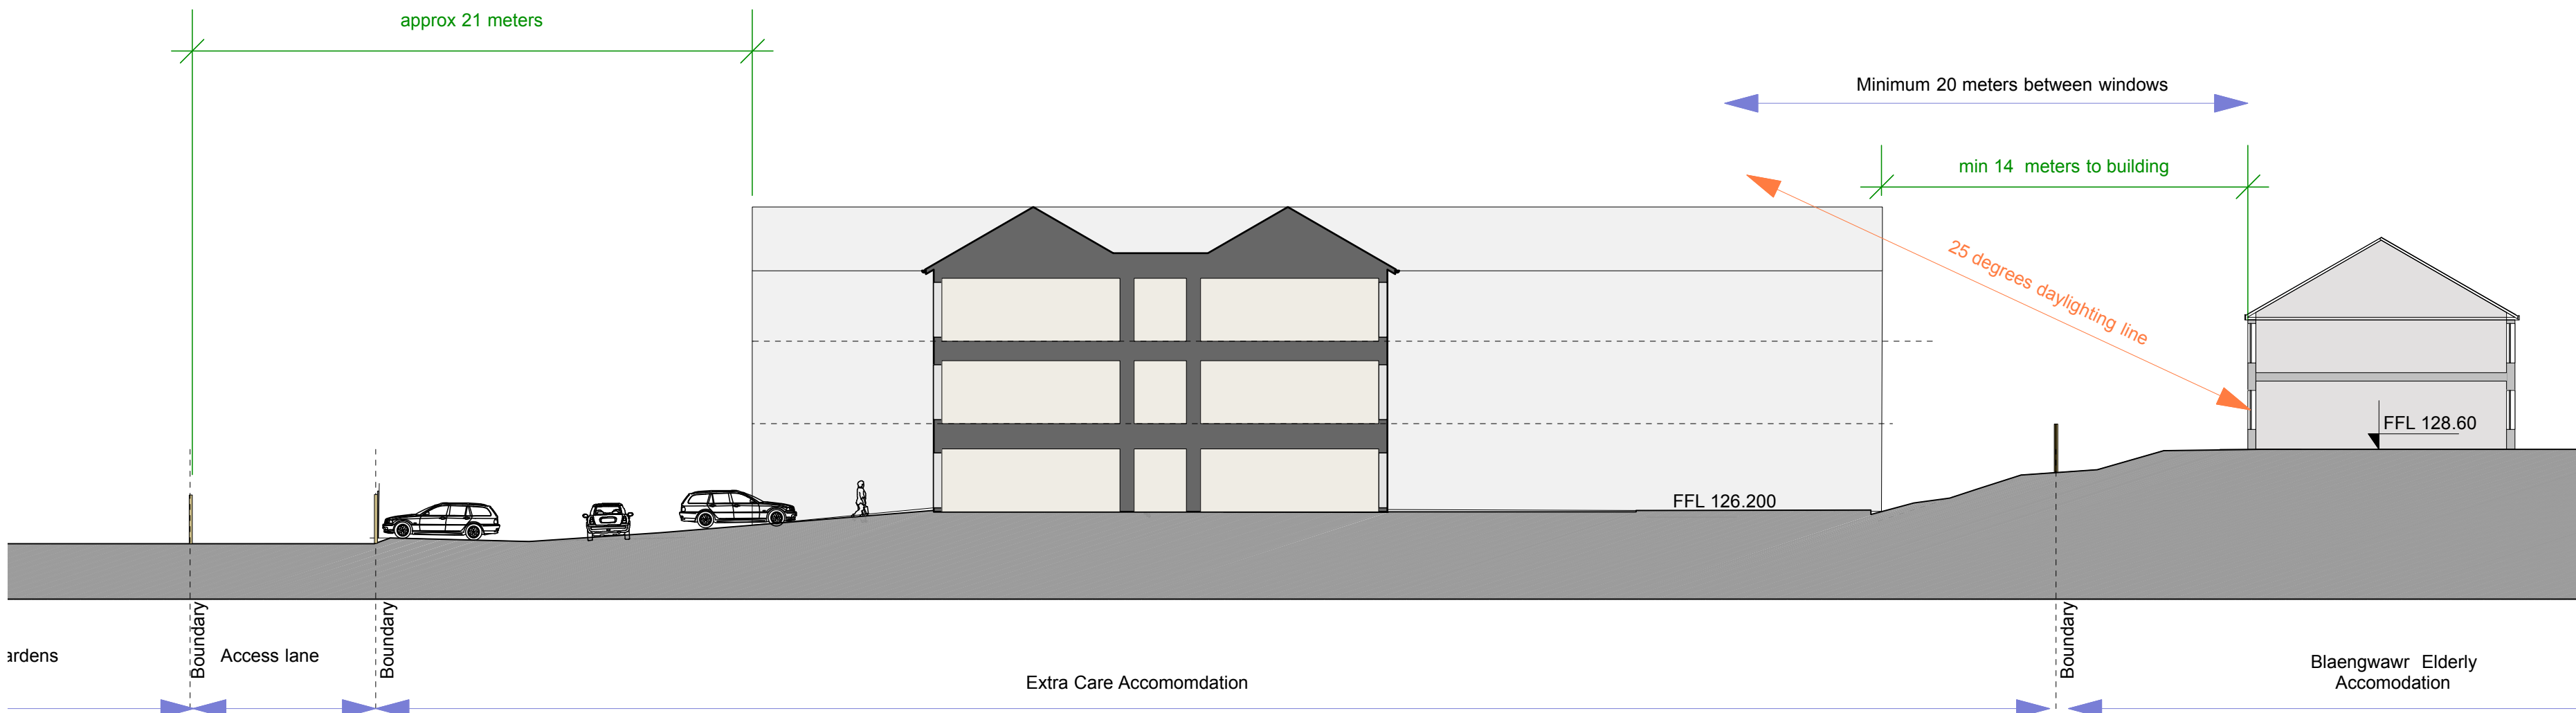 approx 21 meters
Minimum 20 meters between windows
min 14 meters to building
25 degrees daylighting line
FFL 128.60
FFL 126.200
Boundary
Boundary
Boundary
ardens
Access lane
Extra Care Accomomdation
Blaengwawr Elderly
Accomodation